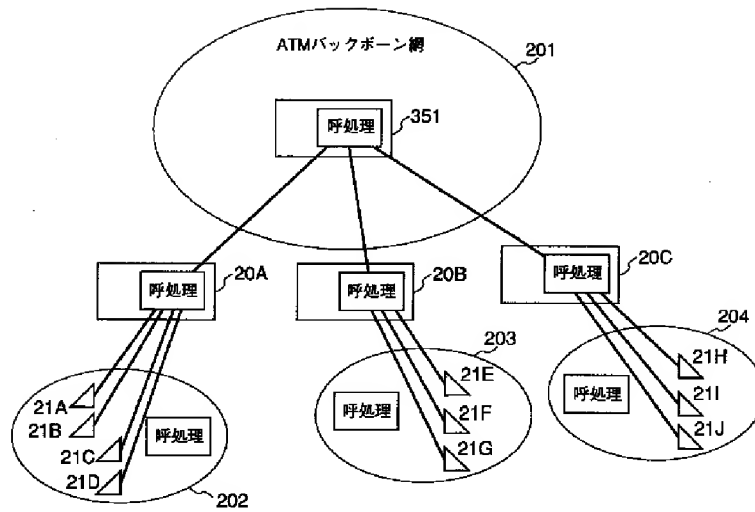 ATMバックボーン網
201
呼処理
351
呼処理
20A
呼処理
20B
呼処理
20C
203
204
21A
21B
21C
21D
呼処理
202
呼処理
21E
21F
21G
呼処理
21H
21I
21J